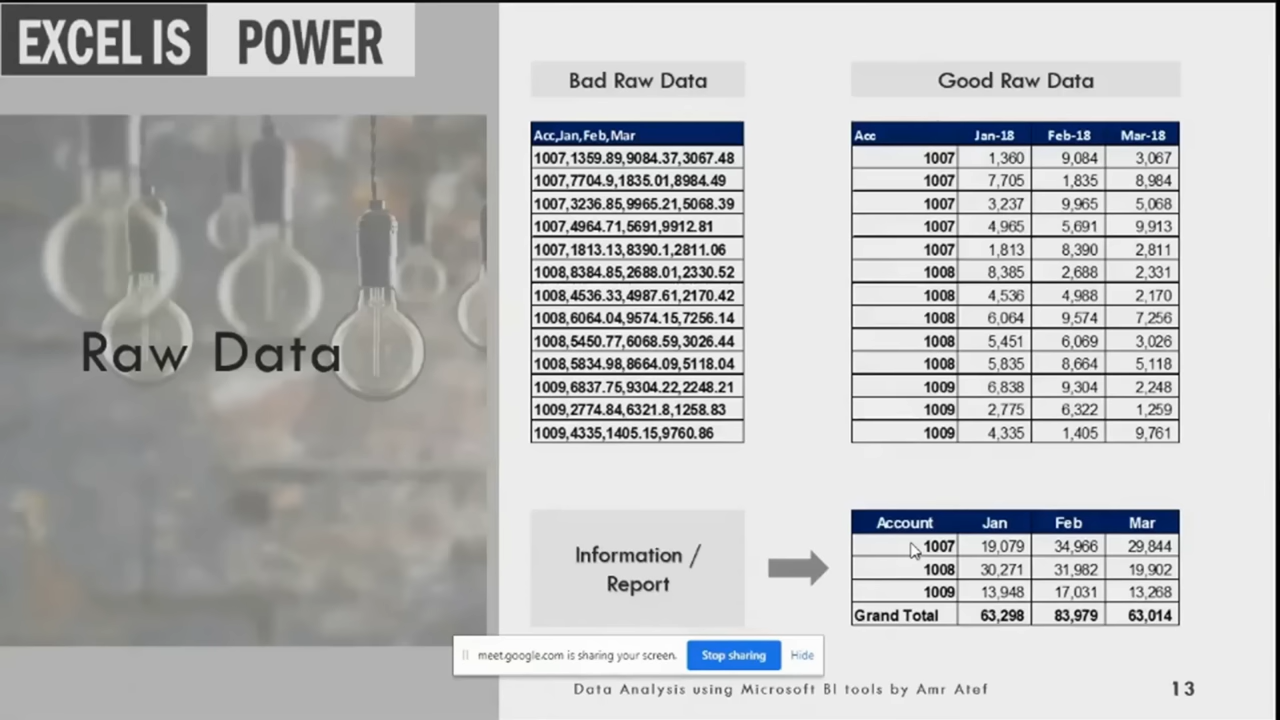 EXCEL IS POWER
Raw Data
Bad Raw Data
Acc,Jan,Feb,Mar
1007,1359.89,9084.37,3067.48
1007,7704.9,1835.01,8984.49
1007,3236.85,9965.21,5068.39
1007,4964.71,5691,9912.81
1007,1813.13,8390.1,2811.06
1008,8384.85,2688.01,2330.52
1008,4536.33,4987.61,2170.42
1008,6064.04,9574.15,7256.14
1008,5450.77,6068.59,3026.44
1008,5834.98,8664.09,5118.04
1009,6837.75,9304.22,2248.21
1009,2774.84,6321.8,1258.83
1009,4335,1405.15,9760.86
Good Raw Data
Acc Jan-18 Feb-18 Mar-18
1007 1,360 9,084 3,067
1007 7,705 1,835 8,984
1007 3,237 9,965 5,068
1007 4,965 5,691 9,913
1007 1,813 8,390 2,811
1008 8,385 2,688 2,331
1008 4,536 4,988 2,170
1008 6,064 9,574 7,256
1008 5,451 6,069 3,026
1008 5,835 8,664 5,118
1009 6,838 9,304 2,248
1009 2,775 6,322 1,259
1009 4,335 1,405 9,761
Information /
Report
Account Jan Feb Mar
1007 19,079 34,966 29,844
1008 30,271 31,982 19,902
1009 13,948 17,031 13,268
Grand Total 63,298 83,979 63,014
meet.google.com is sharing your screen. Stop sharing Hide
Data Analysis using Microsoft BI tools by Amr Atef 13